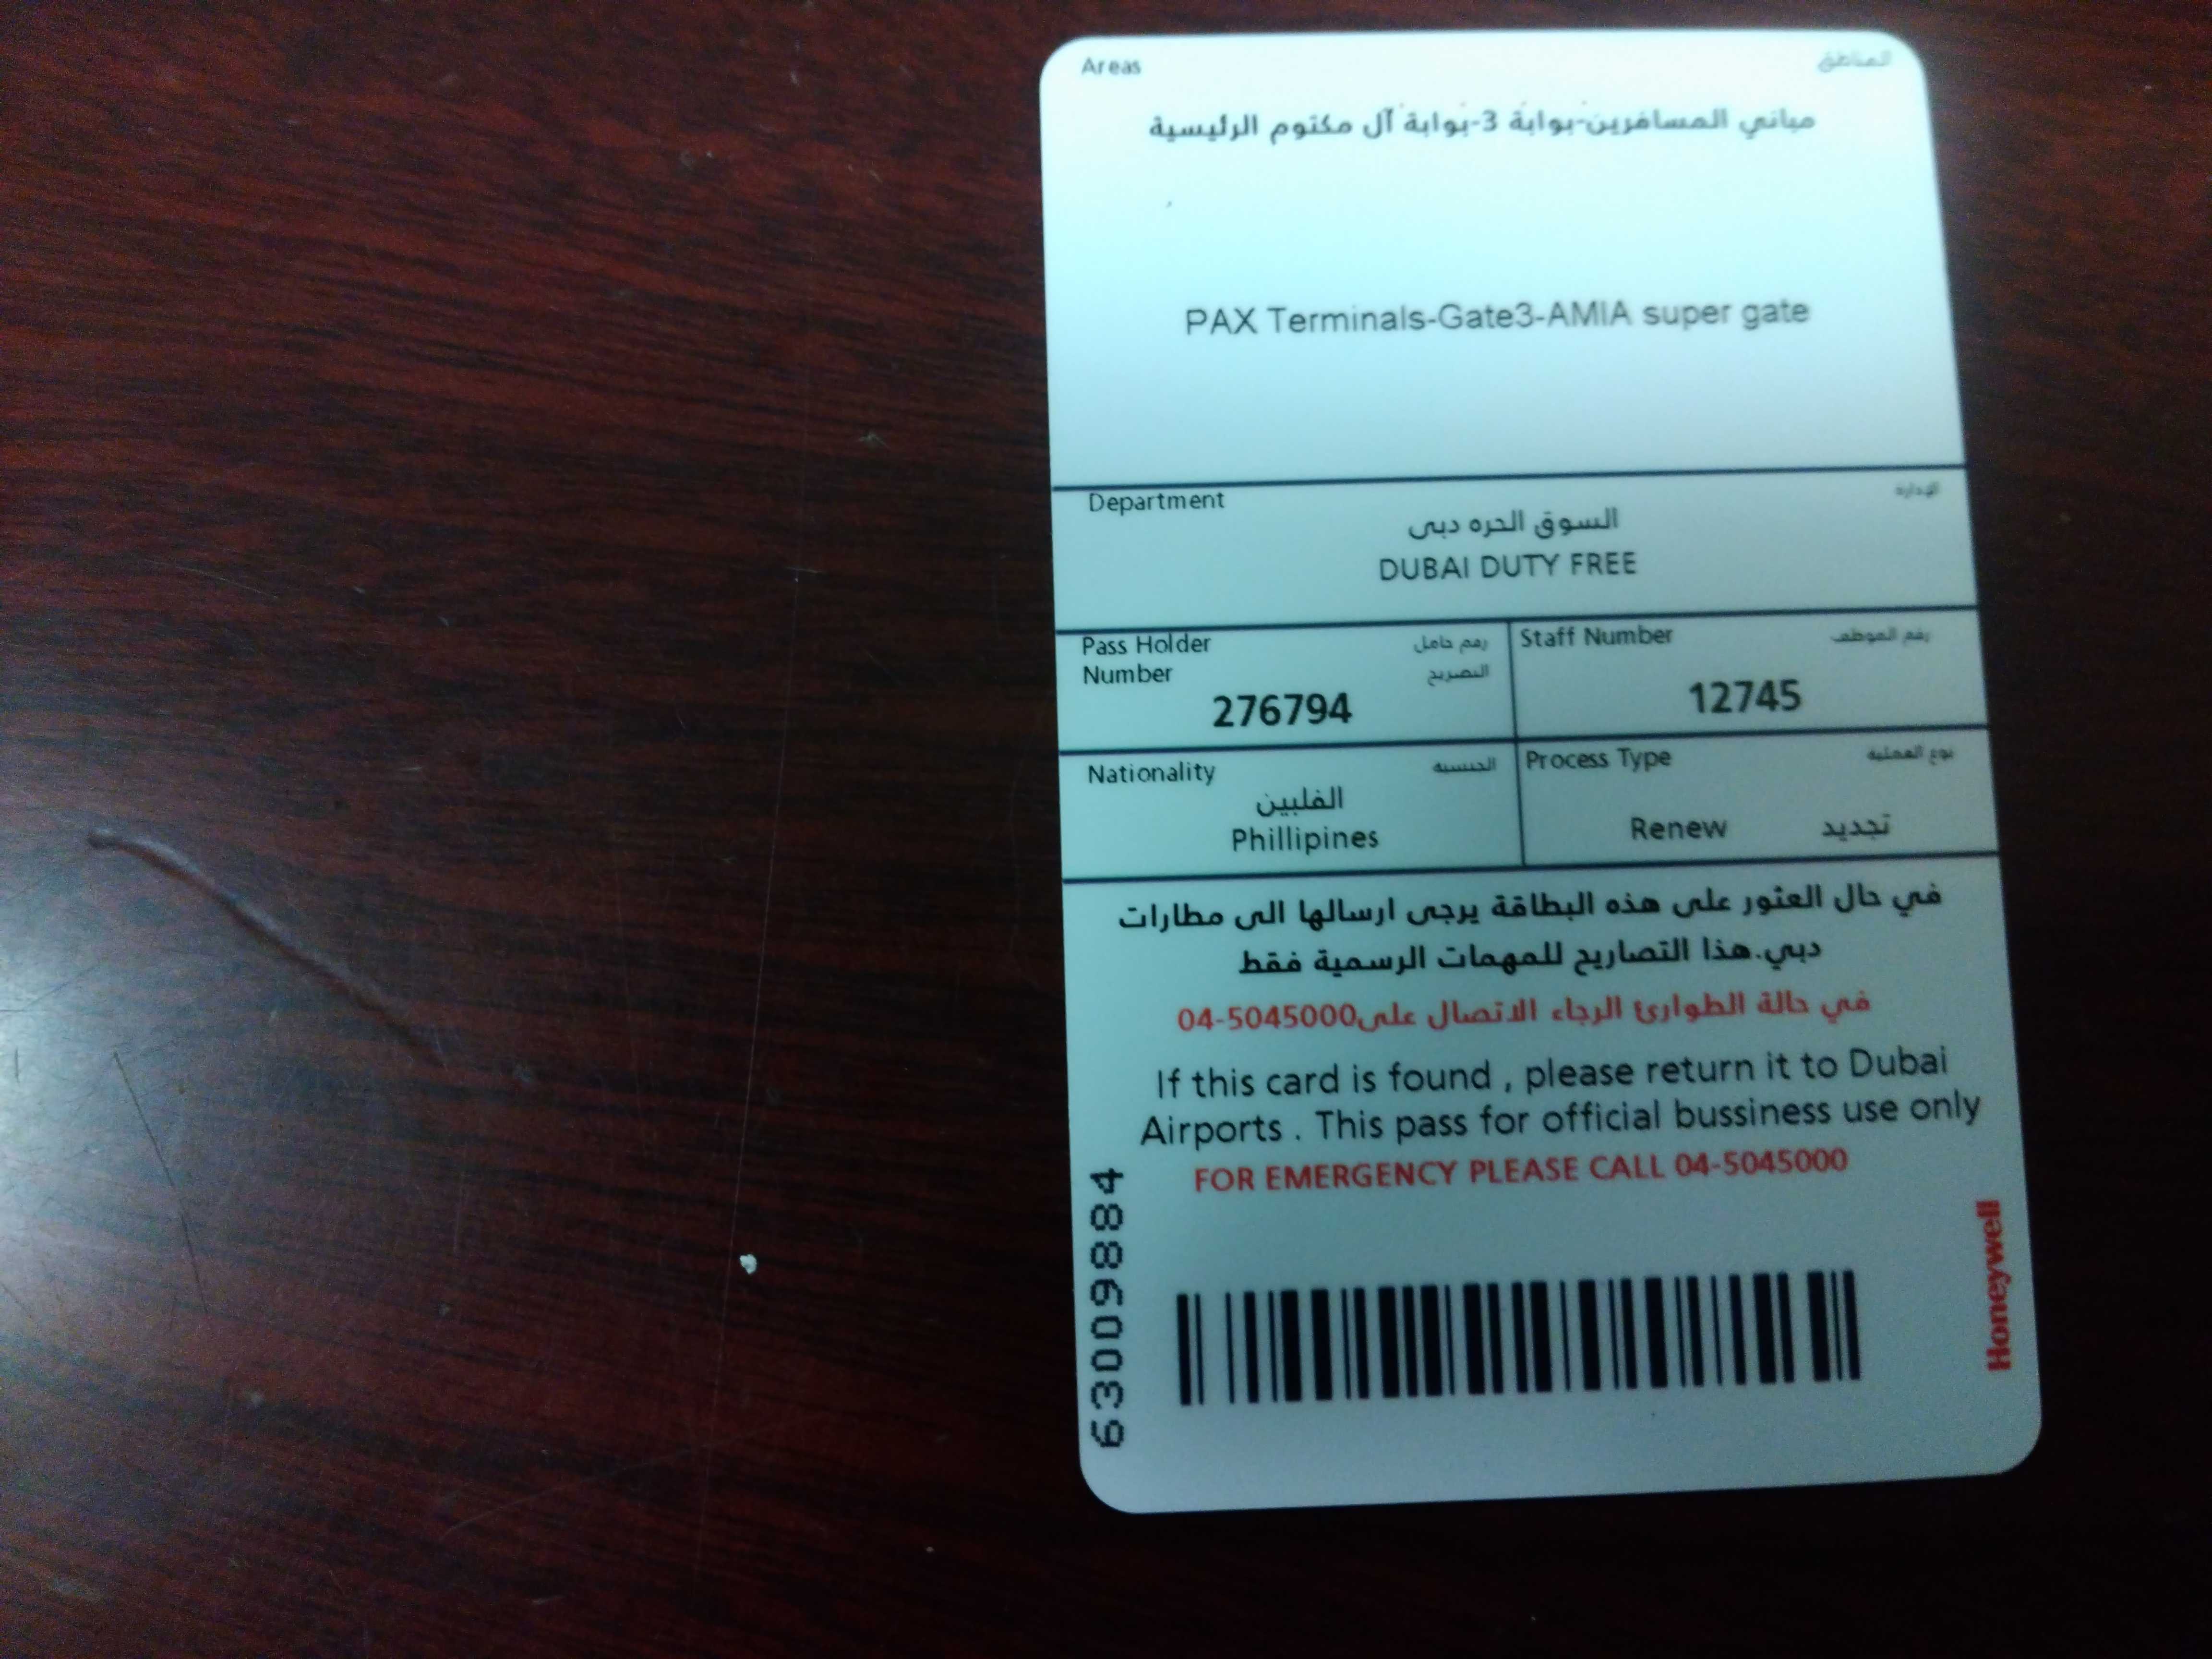 Areas المناطق
مباني المسافرين-بوابة 3-بوابة آل مكتوم الرئيسية
PAX Terminals-Gate3-AMIA super gate
Department الإدارة
السوق الحره دبى
DUBAI DUTY FREE
Pass Holder رقم حامل
Number التصريح
276794
Staff Number رقم الموظف
12745
Nationality الجنسية
الفلبين
Phillipines
Process Type نوع العملية
Renew تجديد
في حال العثور على هذه البطاقة يرجى ارسالها الى مطارات
دبي.هذا التصاريح للمهمات الرسمية فقط
في حالة الطوارئ الرجاء الاتصال على04-5045000
If this card is found , please return it to Dubai
Airports . This pass for official bussiness use only
FOR EMERGENCY PLEASE CALL 04-5045000
63009884
Honeywell